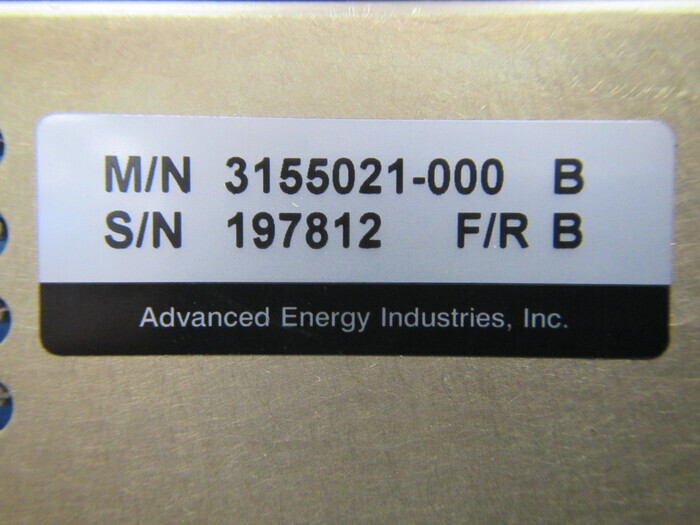 M/N 3155021-000 B
S/N 197812 F/R B
Advanced Energy Industries, Inc.